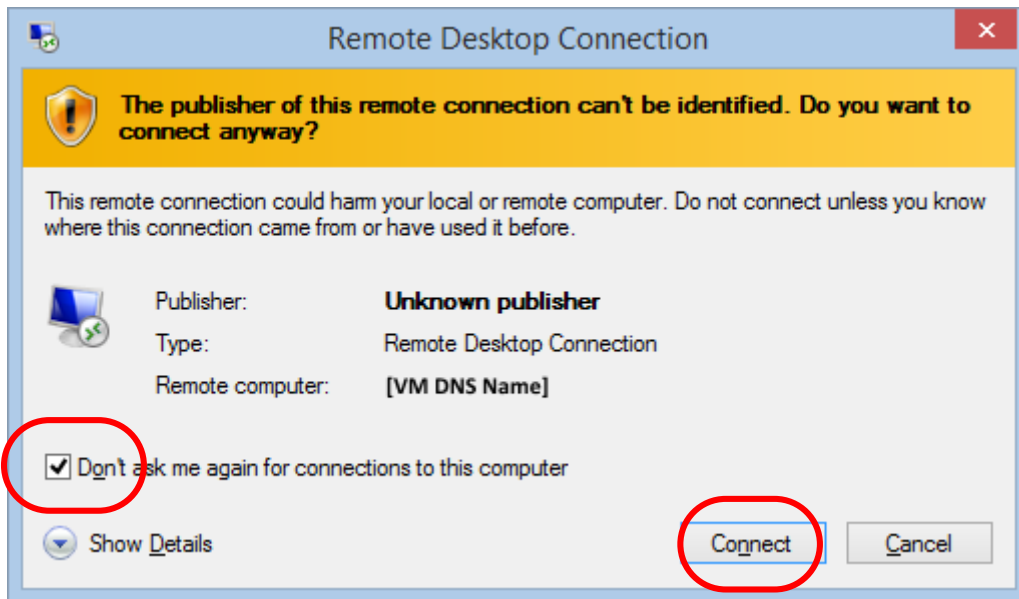 Remote Desktop Connection
The publisher of this remote connection can't be identified. Do you want to
connect anyway?
This remote connection could harm your local or remote computer. Do not connect unless you know
where this connection came from or have used it before.
Publisher: Unknown publisher
Type: Remote Desktop Connection
Remote computer: [VM DNS Name]
Don't ask me again for connections to this computer
Show Details Connect Cancel